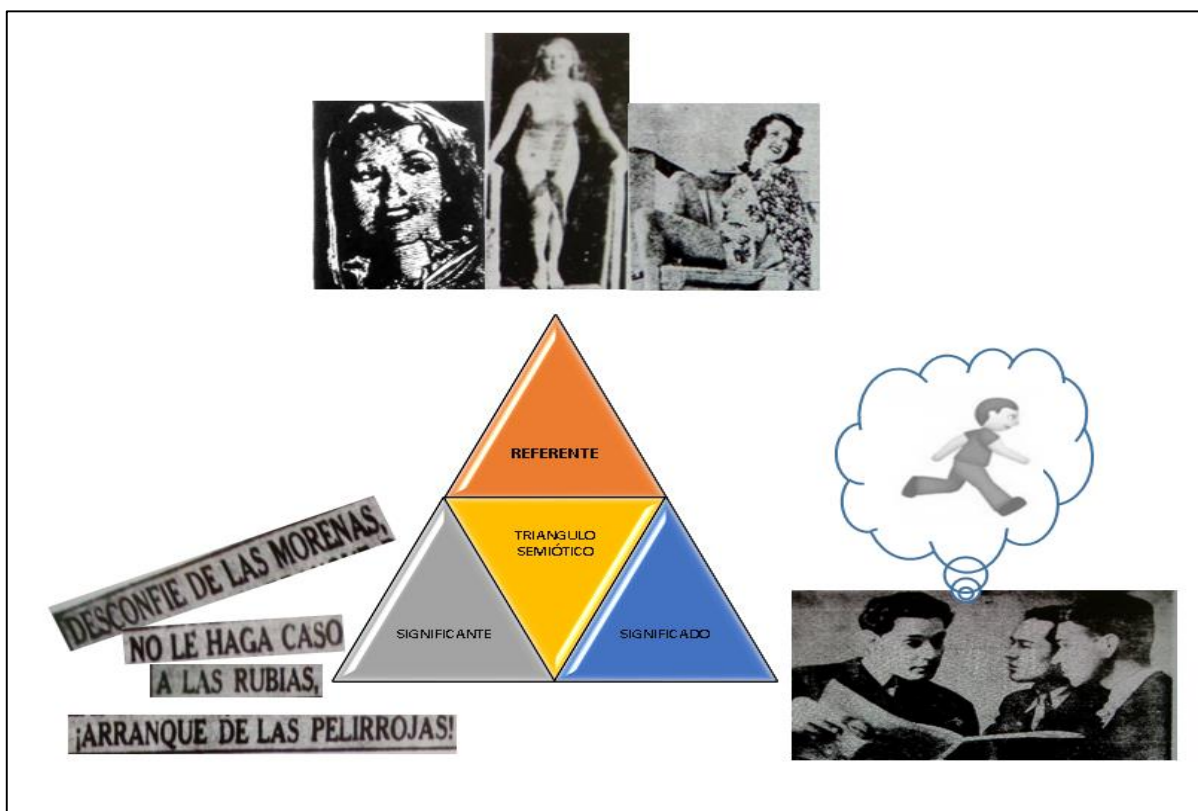 REFERENTE
TRIANGULO
SEMIÓTICO
SIGNIFICANTE
SIGNIFICADO
DESCONFIE DE LAS MORENAS,
NO LE HAGA CASO
A LAS RUBIAS,
¡ARRANQUE DE LAS PELIRROJAS!